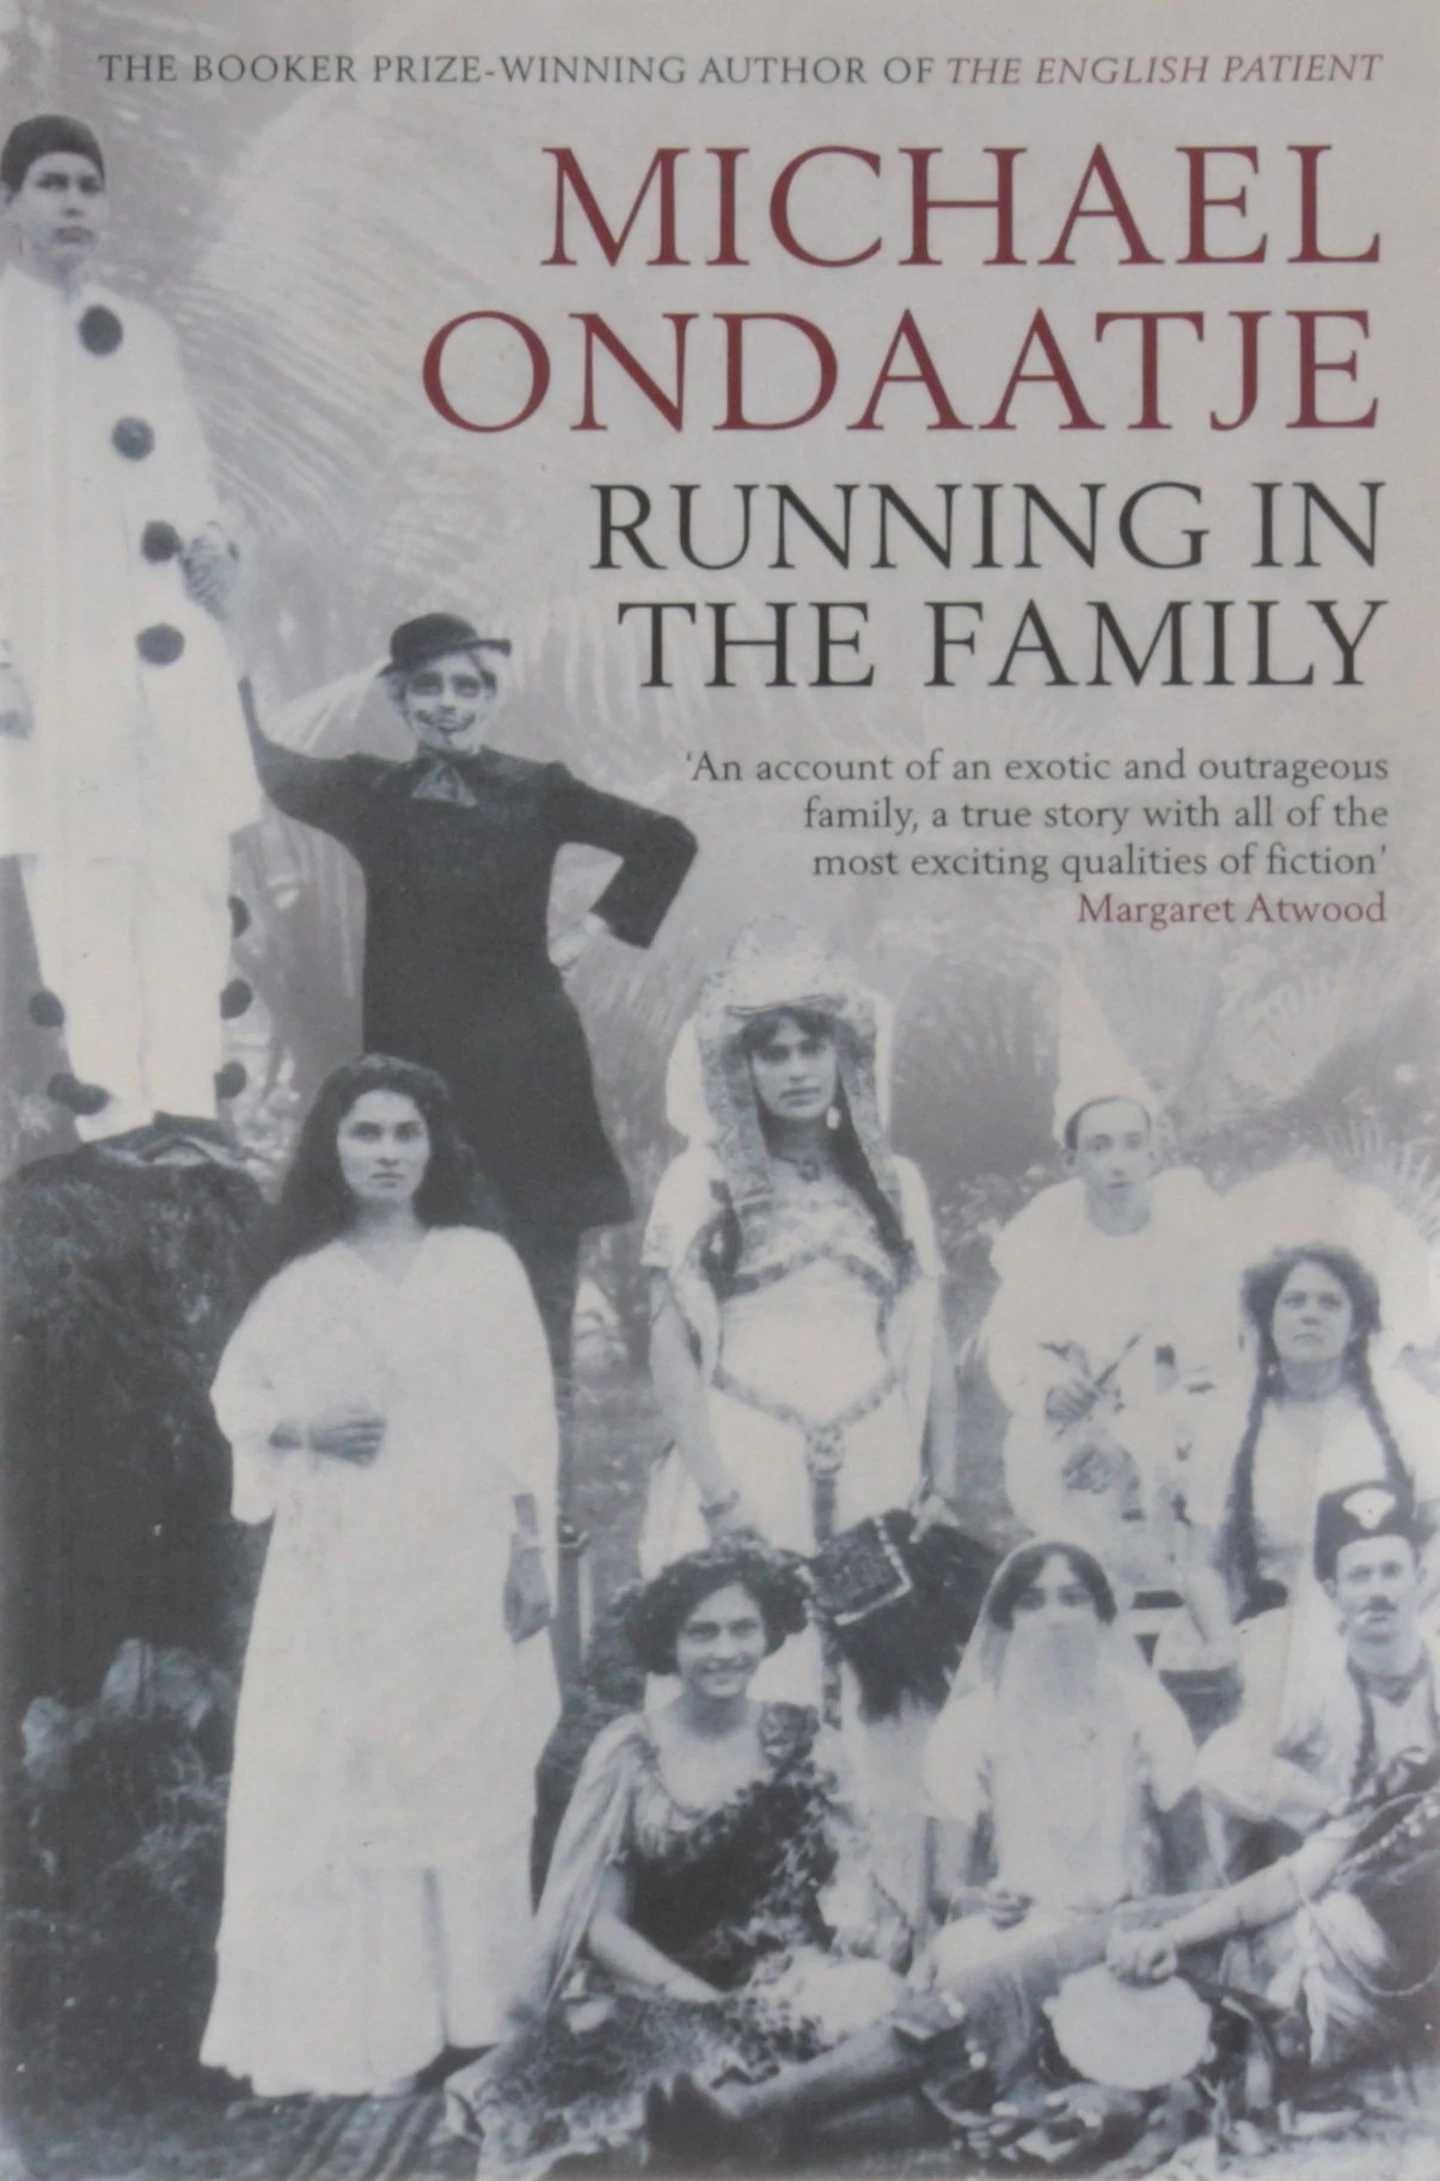 THE BOOKER PRIZE-WINNING AUTHOR OF THE ENGLISH PATIENT
MICHAEL
ONDAATJE
RUNNING IN
THE FAMILY
‘An account of an exotic and outrageous
family, a true story with all of the
most exciting qualities of fiction’
Margaret Atwood